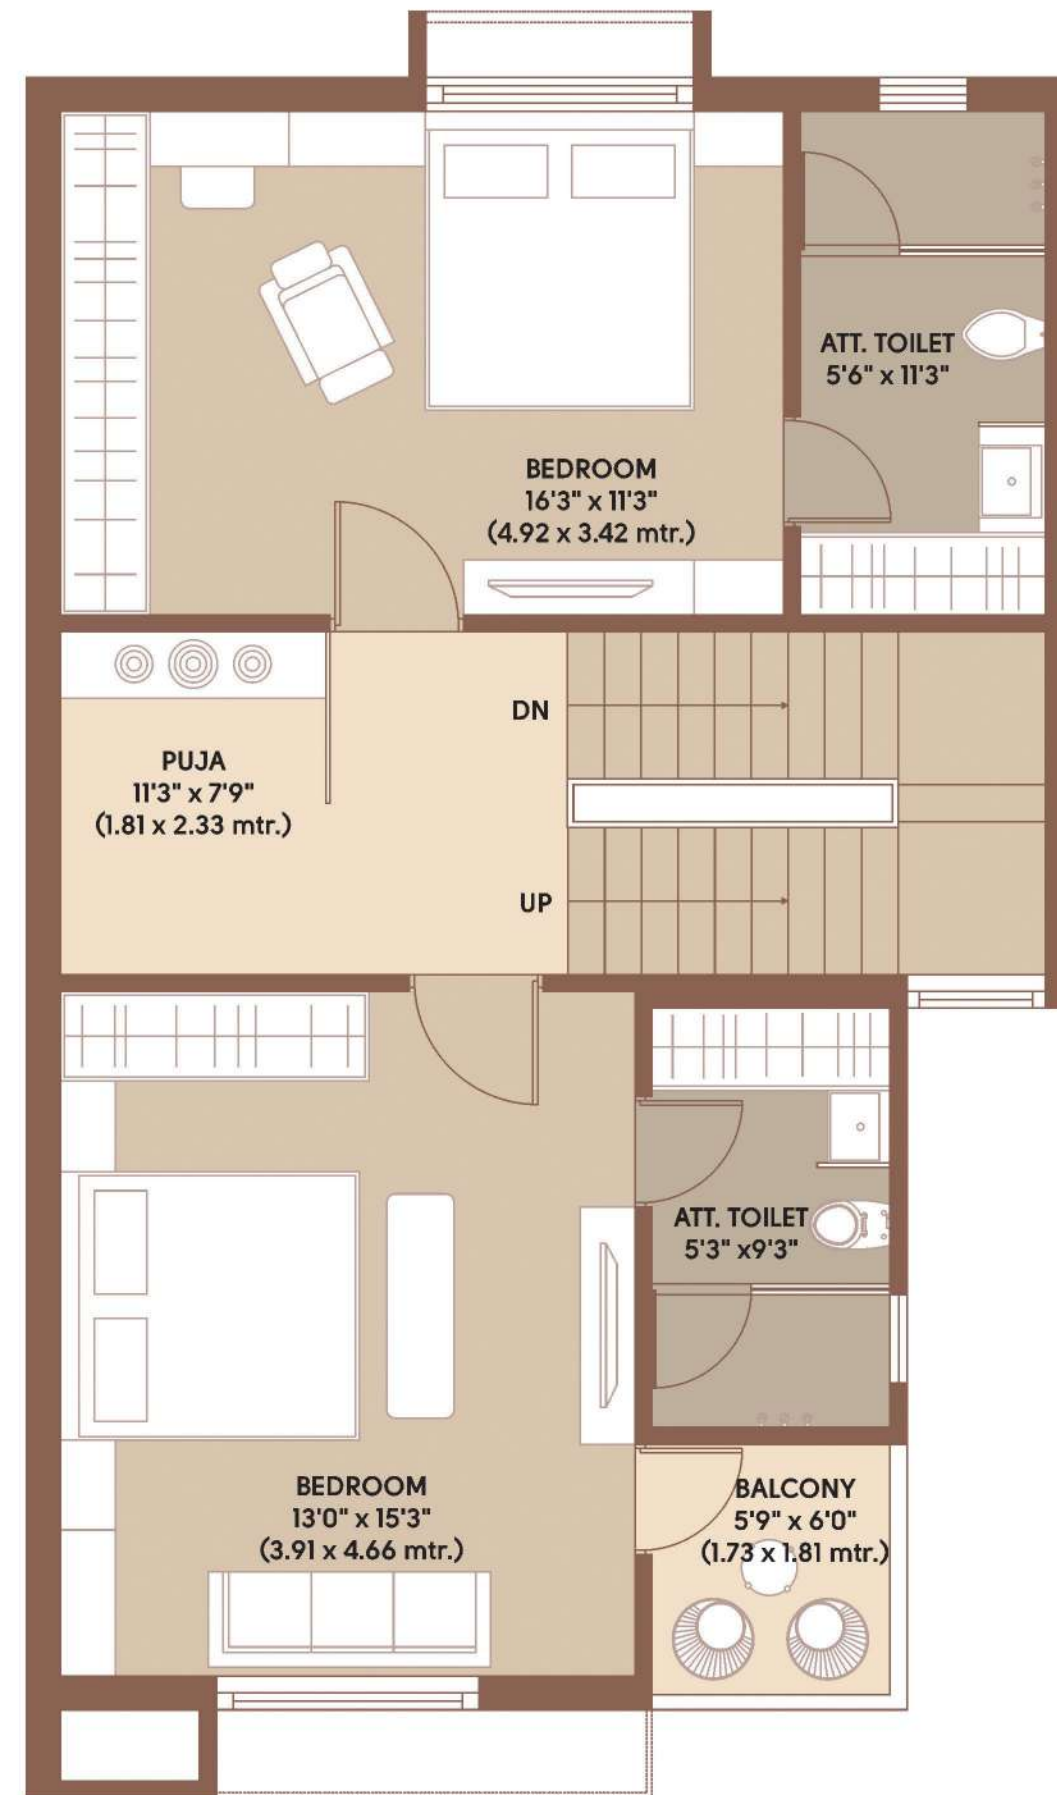 ATT. TOILET
5'6" x 11'3"
BEDROOM
16'3" x 11'3"
(4.92 x 3.42 mtr.)
DN
PUJA
11'3" x 7'9"
(1.81 x 2.33 mtr.)
UP
ATT. TOILET
5'3" x9'3"
BEDROOM
13'0" x 15'3"
(3.91 x 4.66 mtr.)
BALCONY
5'9" x 6'0"
(1.73 x 1.81 mtr.)